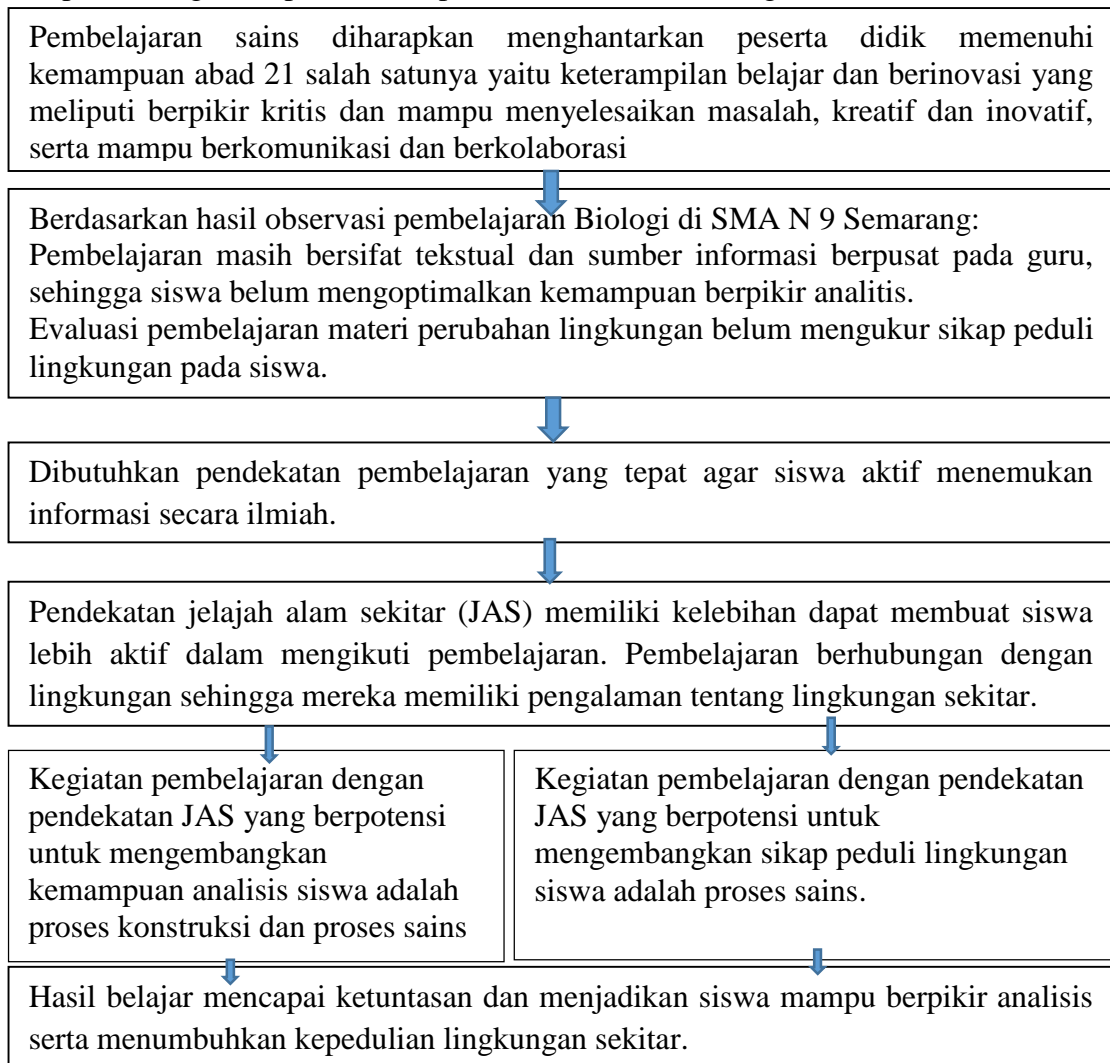 Pembelajaran sains diharapkan menghantarkan peserta didik memenuhi
kemampuan abad 21 salah satunya yaitu keterampilan belajar dan berinovasi yang
meliputi berpikir kritis dan mampu menyelesaikan masalah, kreatif dan inovatif,
serta mampu berkomunikasi dan berkolaborasi
Berdasarkan hasil observasi pembelajaran Biologi di SMA N 9 Semarang:
Pembelajaran masih bersifat tekstual dan sumber informasi berpusat pada guru,
sehingga siswa belum mengoptimalkan kemampuan berpikir analitis.
Evaluasi pembelajaran materi perubahan lingkungan belum mengukur sikap peduli
lingkungan pada siswa.
Dibutuhkan pendekatan pembelajaran yang tepat agar siswa aktif menemukan
informasi secara ilmiah.
Pendekatan jelajah alam sekitar (JAS) memiliki kelebihan dapat membuat siswa
lebih aktif dalam mengikuti pembelajaran. Pembelajaran berhubungan dengan
lingkungan sehingga mereka memiliki pengalaman tentang lingkungan sekitar.
Kegiatan pembelajaran dengan
pendekatan JAS yang berpotensi
untuk mengembangkan
kemampuan analisis siswa adalah
proses konstruksi dan proses sains
Kegiatan pembelajaran dengan pendekatan
JAS yang berpotensi untuk
mengembangkan sikap peduli lingkungan
siswa adalah proses sains.
Hasil belajar mencapai ketuntasan dan menjadikan siswa mampu berpikir analisis
serta menumbuhkan kepedulian lingkungan sekitar.